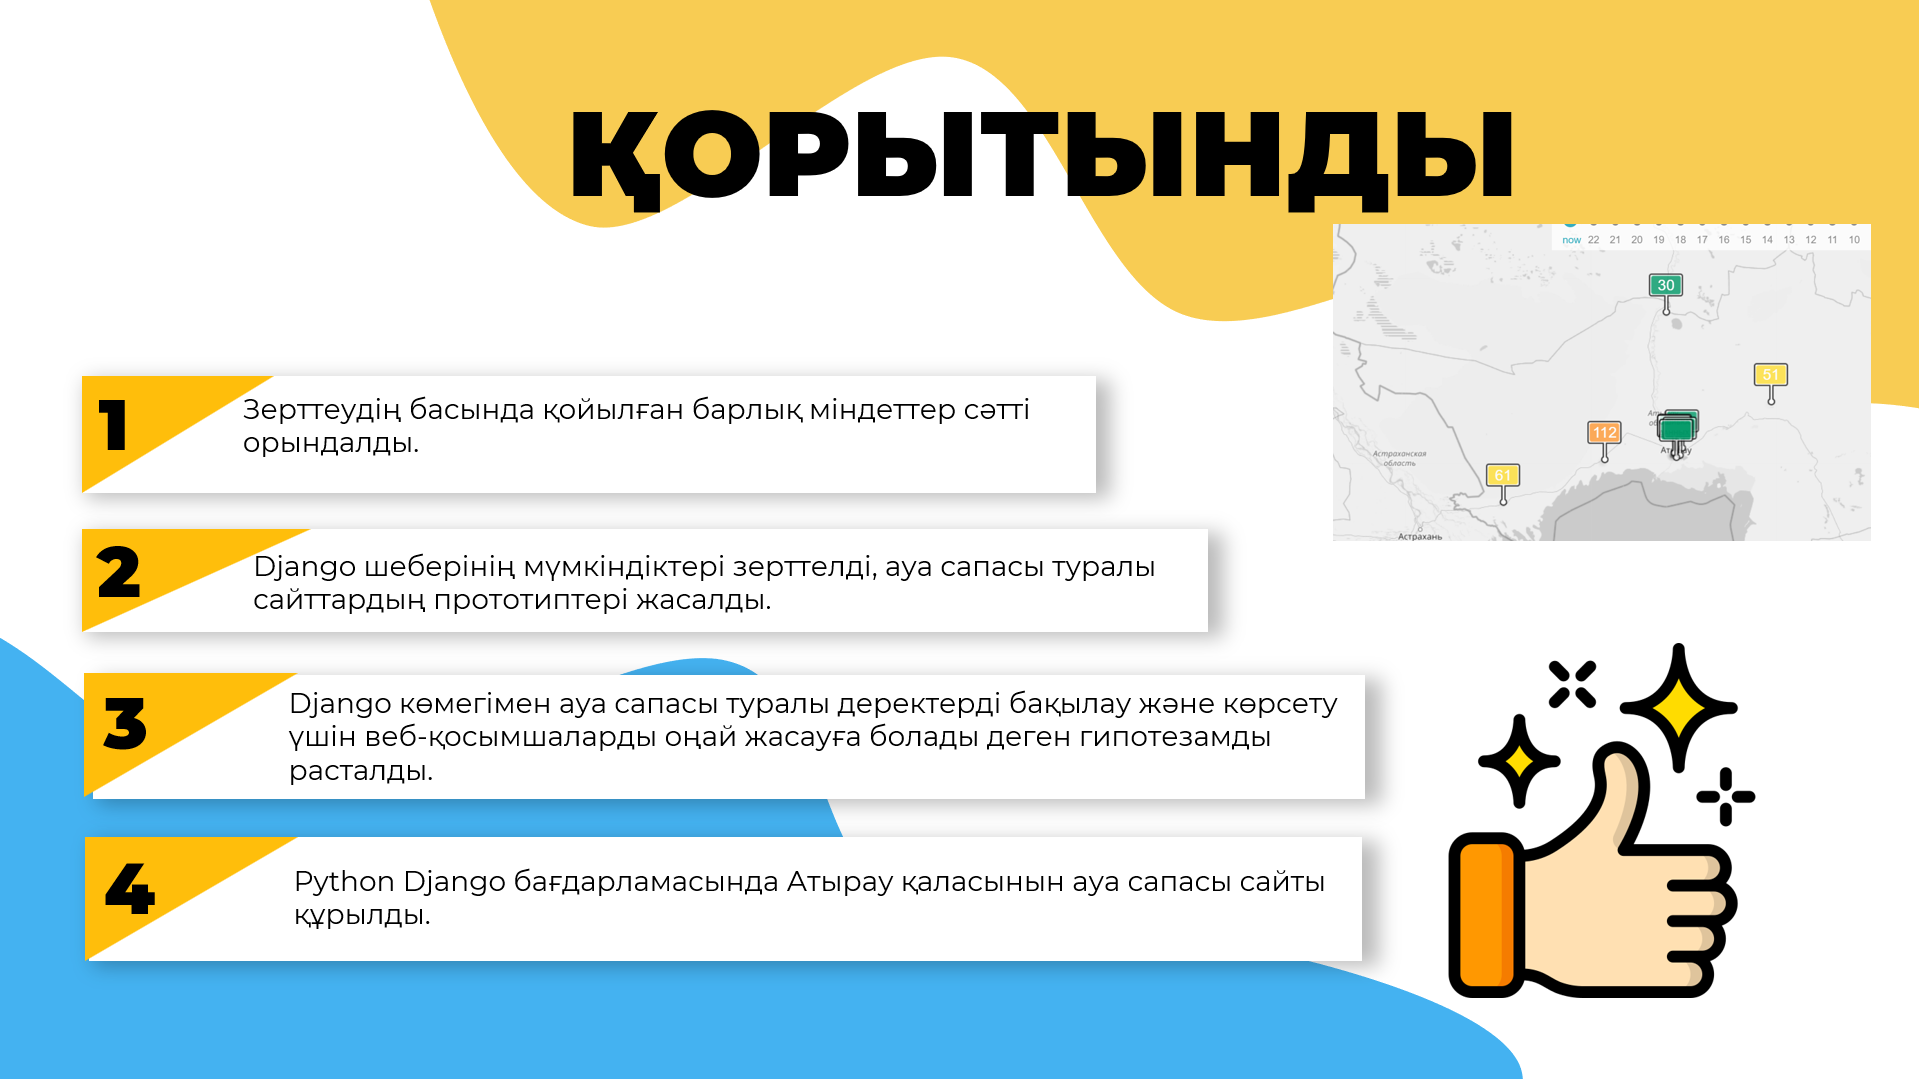 ҚОРЫТЫНДЫ
now 22 21 20 19 18 17 16 15 14 13 12 11 10
30
51
112
61
Астраханская
область
Астрахань
1
Зерттеудің басында қойылған барлық міндеттер сәтті
орындалды.
2
Django шеберінің мүмкіндіктері зерттелді, ауа сапасы туралы
сайттардың прототиптері жасалды.
3
Django көмегімен ауа сапасы туралы деректерді бақылау және көрсету
үшін веб-қосымшаларды оңай жасауға болады деген гипотезамды
расталды.
4
Python Django бағдарламасында Атырау қаласынын ауа сапасы сайты
құрылды.